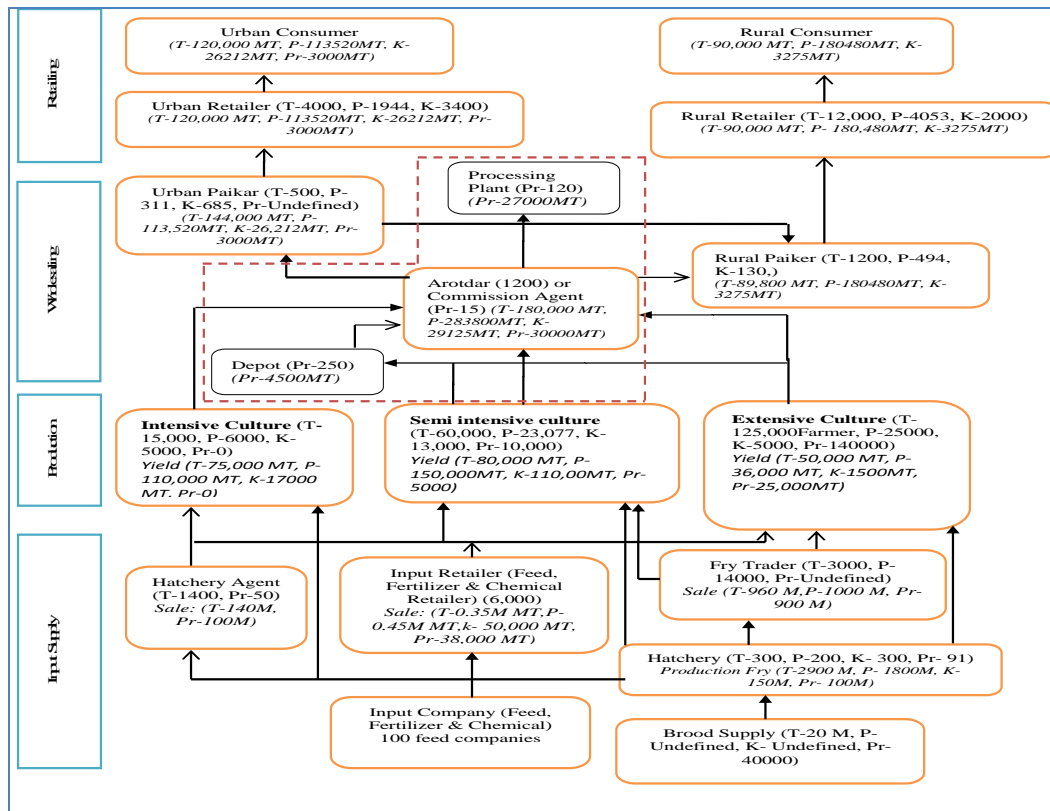 Retailing
Urban Consumer
(T-120,000 MT, P-113520MT, K-
26212MT, Pr-3000MT)
Rural Consumer
(T-90,000 MT, P-180480MT, K-
3275MT)
Urban Retailer (T-4000, P-1944, K-3400)
(T-120,000 MT, P-113520MT, K-26212MT, Pr-
3000MT)
Rural Retailer (T-12,000, P-4053, K-2000)
(T-90,000 MT, P- 180,480MT, K-3275MT)
Wholesaling
Urban Paikar (T-500, P-
311, K-685, Pr-Undefined)
(T-144,000 MT, P-
113,520MT, K-26,212MT, Pr-
3000MT)
Processing
Plant (Pr-120)
(Pr-27000MT)
Rural Paiker (T-1200, P-494,
K-130,)
(T-89,800 MT, P-180480MT, K-
3275MT)
Arotdar (1200) or
Commission Agent
(Pr-15) (T-180,000 MT,
P-283800MT, K-
29125MT, Pr-30000MT)
Depot (Pr-250)
(Pr-4500MT)
Production
Intensive Culture (T-
15,000, P-6000, K-
5000, Pr-0)
Yield (T-75,000 MT, P-
110,000 MT, K-17000
MT, Pr-0)
Semi intensive culture
(T-60,000, P-23,077, K-
13,000, Pr-10,000)
Yield (T-80,000 MT, P-
150,000MT, K-110,00MT, Pr-
5000)
Extensive Culture (T-
125,000Farmer, P-25000,
K-5000, Pr-140000)
Yield (T-50,000 MT, P-
36,000 MT, K-1500MT,
Pr-25,000MT)
Input Supply
Hatchery Agent
(T-1400, Pr-50)
Sale: (T-140M,
Pr-100M)
Input Retailer (Feed,
Fertilizer & Chemical
Retailer) (6,000)
Sale: (T-0.35M MT,P-
0.45M MT,k- 50,000 MT,
Pr-38,000 MT)
Fry Trader (T-3000, P-
14000, Pr-Undefined)
Sale (T-960 M,P-1000 M, Pr-
900 M)
Hatchery (T-300, P-200, K- 300, Pr- 91)
Production Fry (T-2900 M, P- 1800M, K-
150M, Pr- 100M)
Input Company (Feed,
Fertilizer & Chemical)
100 feed companies
Brood Supply (T-20 M, P-
Undefined, K- Undefined, Pr-
40000)